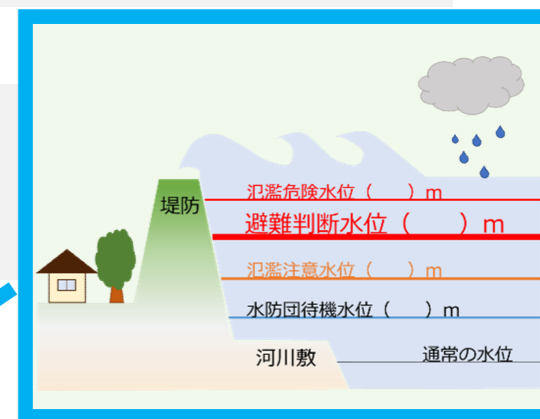 堤防
氾濫危険水位（　　）m
避難判断水位（　　）m
氾濫注意水位（　　）m
水防団待機水位（　　）m
河川敷
通常の水位